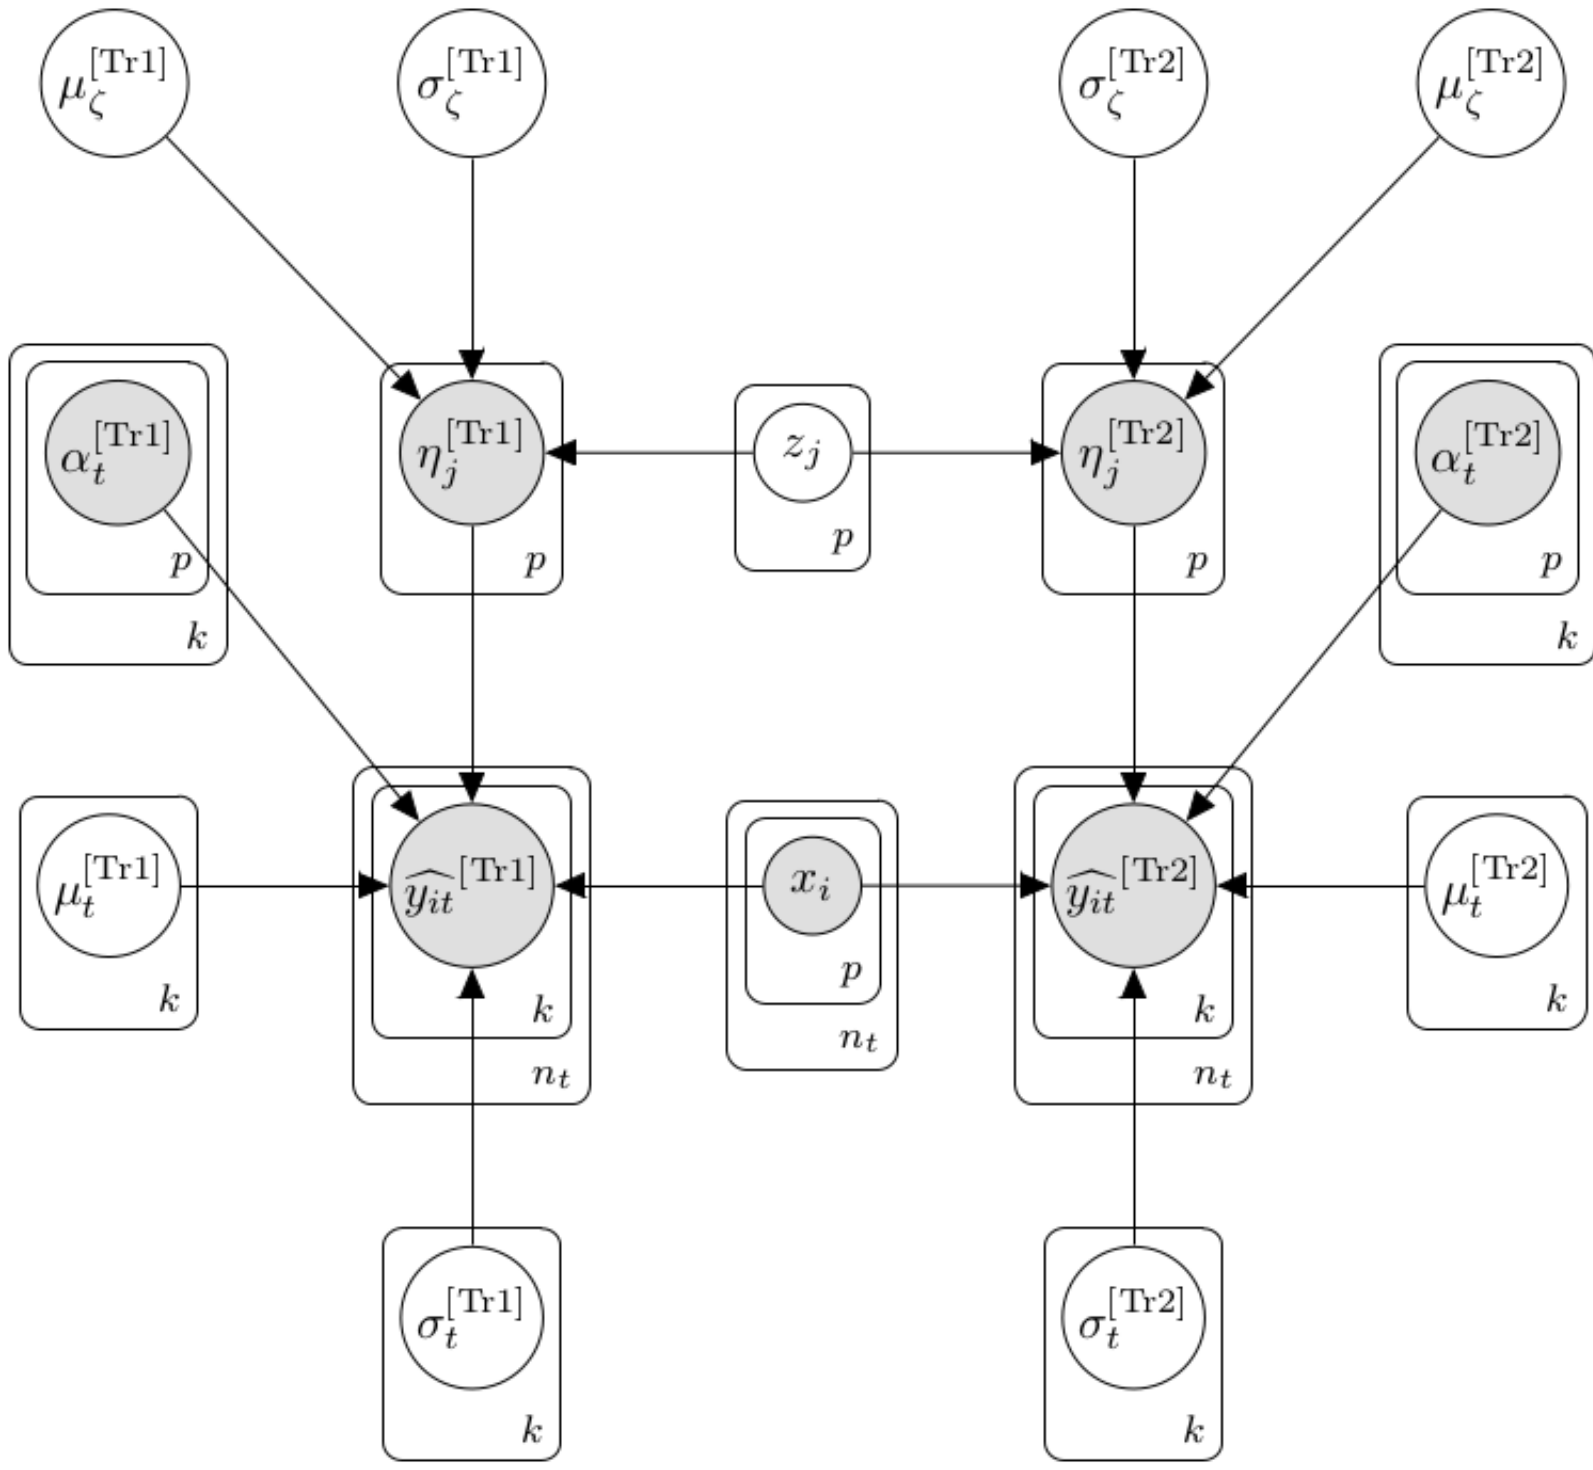 μ_ζ^[Tr1] σ_ζ^[Tr1] σ_ζ^[Tr2] μ_ζ^[Tr2]
α_t^[Tr1] η_j^[Tr1] z_j η_j^[Tr2] α_t^[Tr2]
p p p p p
k k
μ_t^[Tr1] ŷ_it^[Tr1] x_i ŷ_it^[Tr2] μ_t^[Tr2]
k k p k k
n_t n_t n_t
σ_t^[Tr1] σ_t^[Tr2]
k k